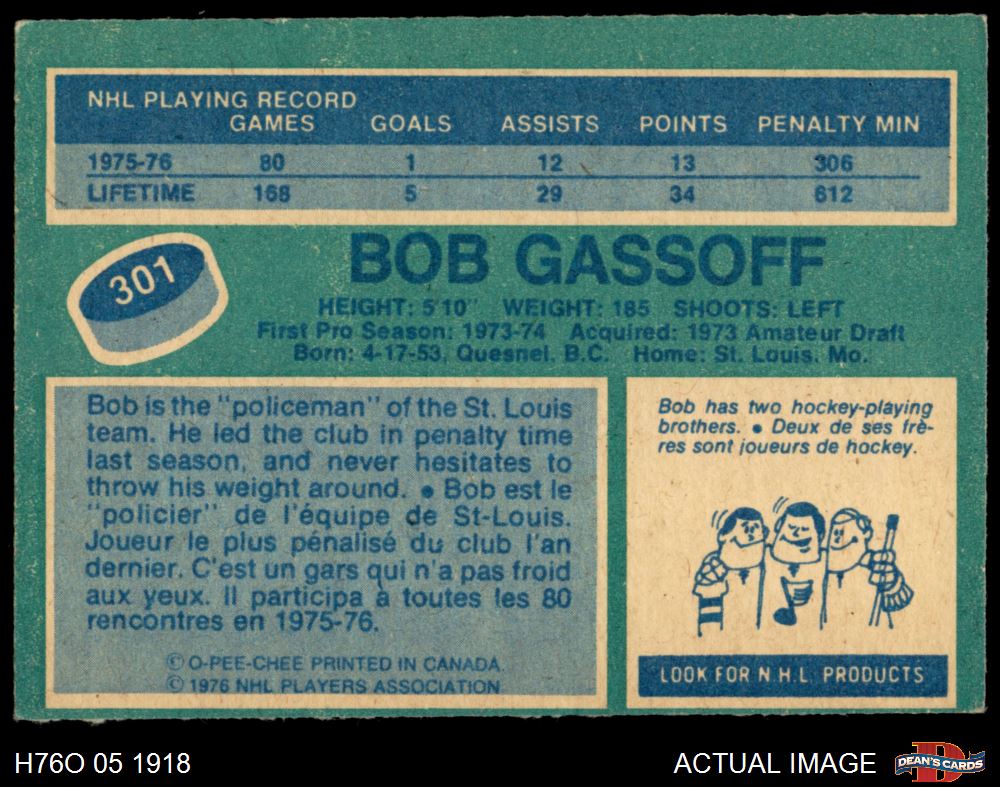 NHL PLAYING RECORD
GAMES GOALS ASSISTS POINTS PENALTY MIN
1975-76 80 1 12 13 306
LIFETIME 168 5 29 34 612
301
BOB GASSOFF
HEIGHT: 5'10" WEIGHT: 185 SHOOTS: LEFT
First Pro Season: 1973-74 Acquired: 1973 Amateur Draft
Born: 4-17-53, Quesnel, B.C. Home: St. Louis, Mo.
Bob is the "policeman" of the St. Louis
team. He led the club in penalty time
last season, and never hesitates to
throw his weight around. • Bob est le
"policier" de l'équipe de St-Louis.
Joueur le plus pénalisé du club l'an
dernier. C'est un gars qui n'a pas froid
aux yeux. Il participa à toutes les 80
rencontres en 1975-76.
© O-PEE-CHEE PRINTED IN CANADA
© 1976 NHL PLAYERS ASSOCIATION
Bob has two hockey-playing
brothers. • Deux de ses frè-
res sont joueurs de hockey.
LOOK FOR N.H.L. PRODUCTS
H76O 05 1918
ACTUAL IMAGE
D
DEAN'S CARDS